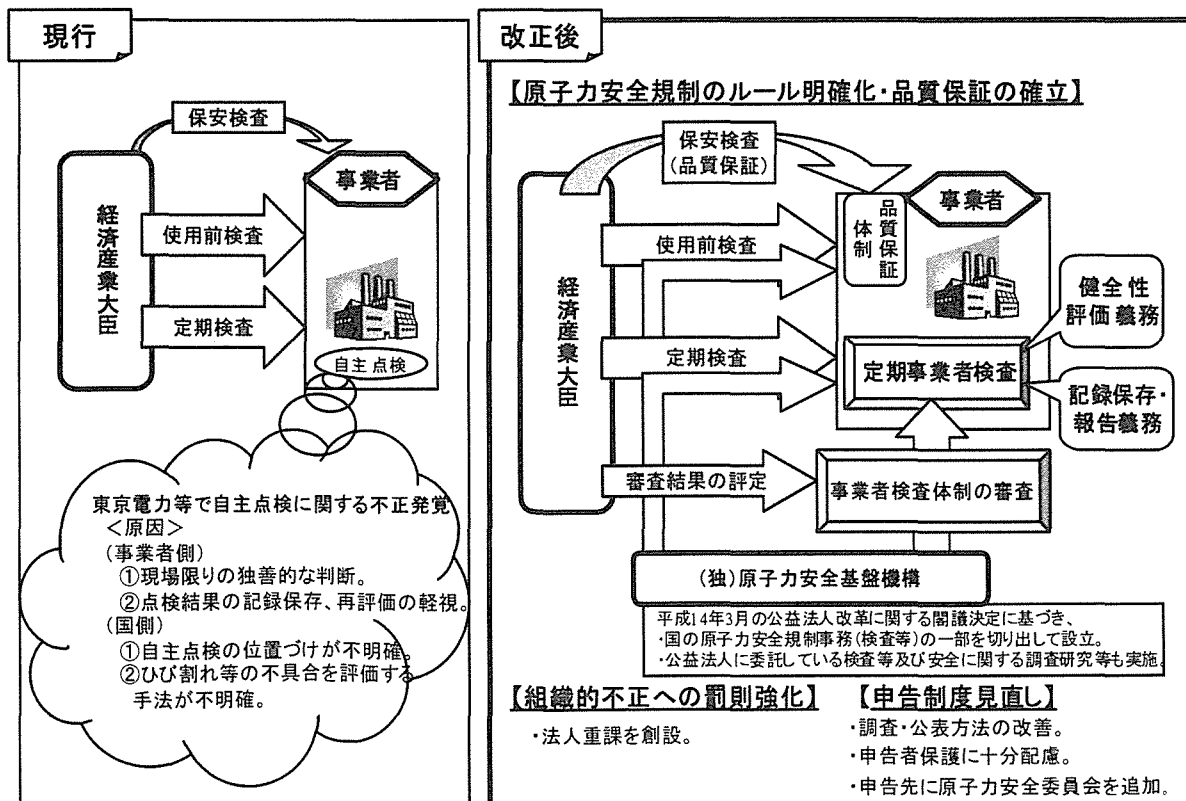 現行
保安検査
事業者
経済産業大臣
使用前検査
定期検査
自主点検
東京電力等で自主点検に関する不正発覚
＜原因＞
(事業者側)
①現場限りの独善的な判断。
②点検結果の記録保存、再評価の軽視。
(国側)
①自主点検の位置づけが不明確。
②ひび割れ等の不具合を評価する
手法が不明確。
改正後
【原子力安全規制のルール明確化・品質保証の確立】
保安検査
(品質保証)
事業者
品質保証
体制
経済産業大臣
使用前検査
定期検査
健全性
評価義務
定期事業者検査
記録保存・
報告義務
審査結果の評定
事業者検査体制の審査
(独)原子力安全基盤機構
平成14年3月の公益法人改革に関する閣議決定に基づき、
・国の原子力安全規制事務(検査等)の一部を切り出して設立。
・公益法人に委託している検査等及び安全に関する調査研究等も実施。
【組織的不正への罰則強化】
・法人重課を創設。
【申告制度見直し】
・調査・公表方法の改善。
・申告者保護に十分配慮。
・申告先に原子力安全委員会を追加。